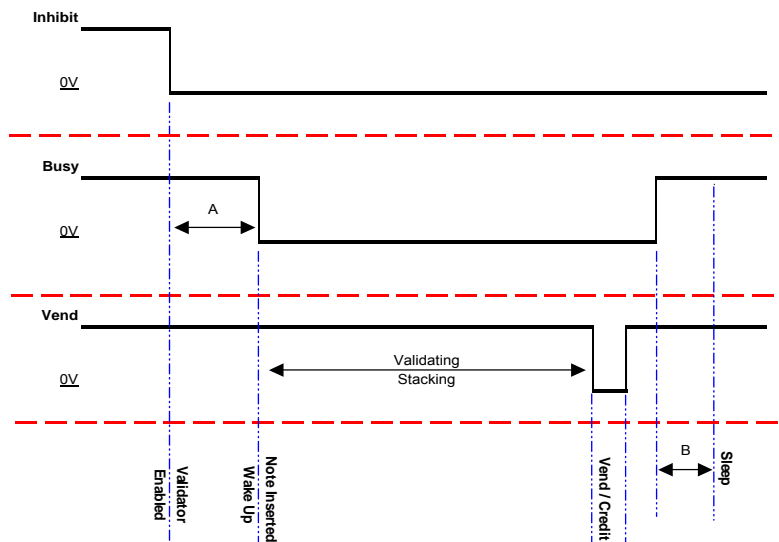 Inhibit
0V
Busy
A
0V
Vend
Validating
Stacking
0V
Validator
Enabled
Note Inserted
Wake Up
Vend / Credit
B
Sleep